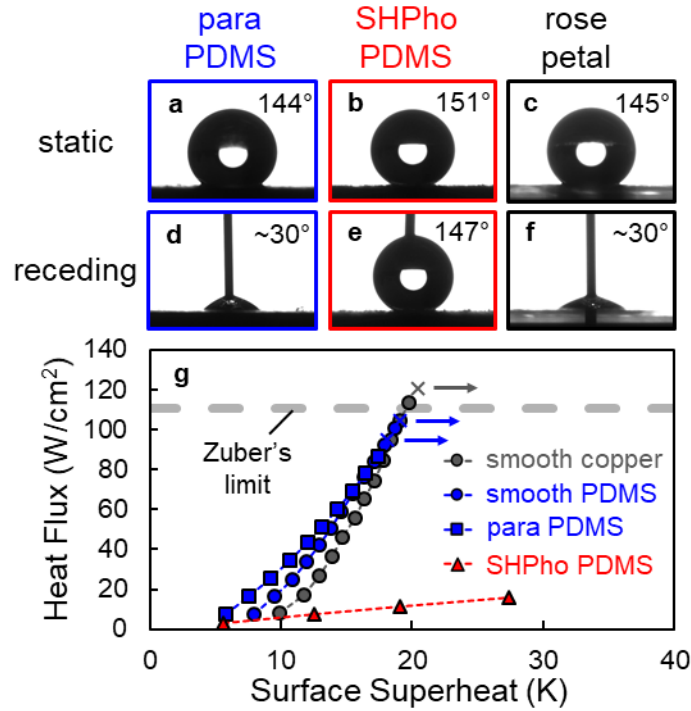 para
PDMS
SHPho
PDMS
rose
petal
static
a 144°
b 151°
c 145°
receding
d ~30°
e 147°
f ~30°
g
Heat Flux (W/cm²)
140
120
100
80
60
40
20
0
Zuber's
limit
smooth copper
smooth PDMS
para PDMS
SHPho PDMS
0 10 20 30 40
Surface Superheat (K)